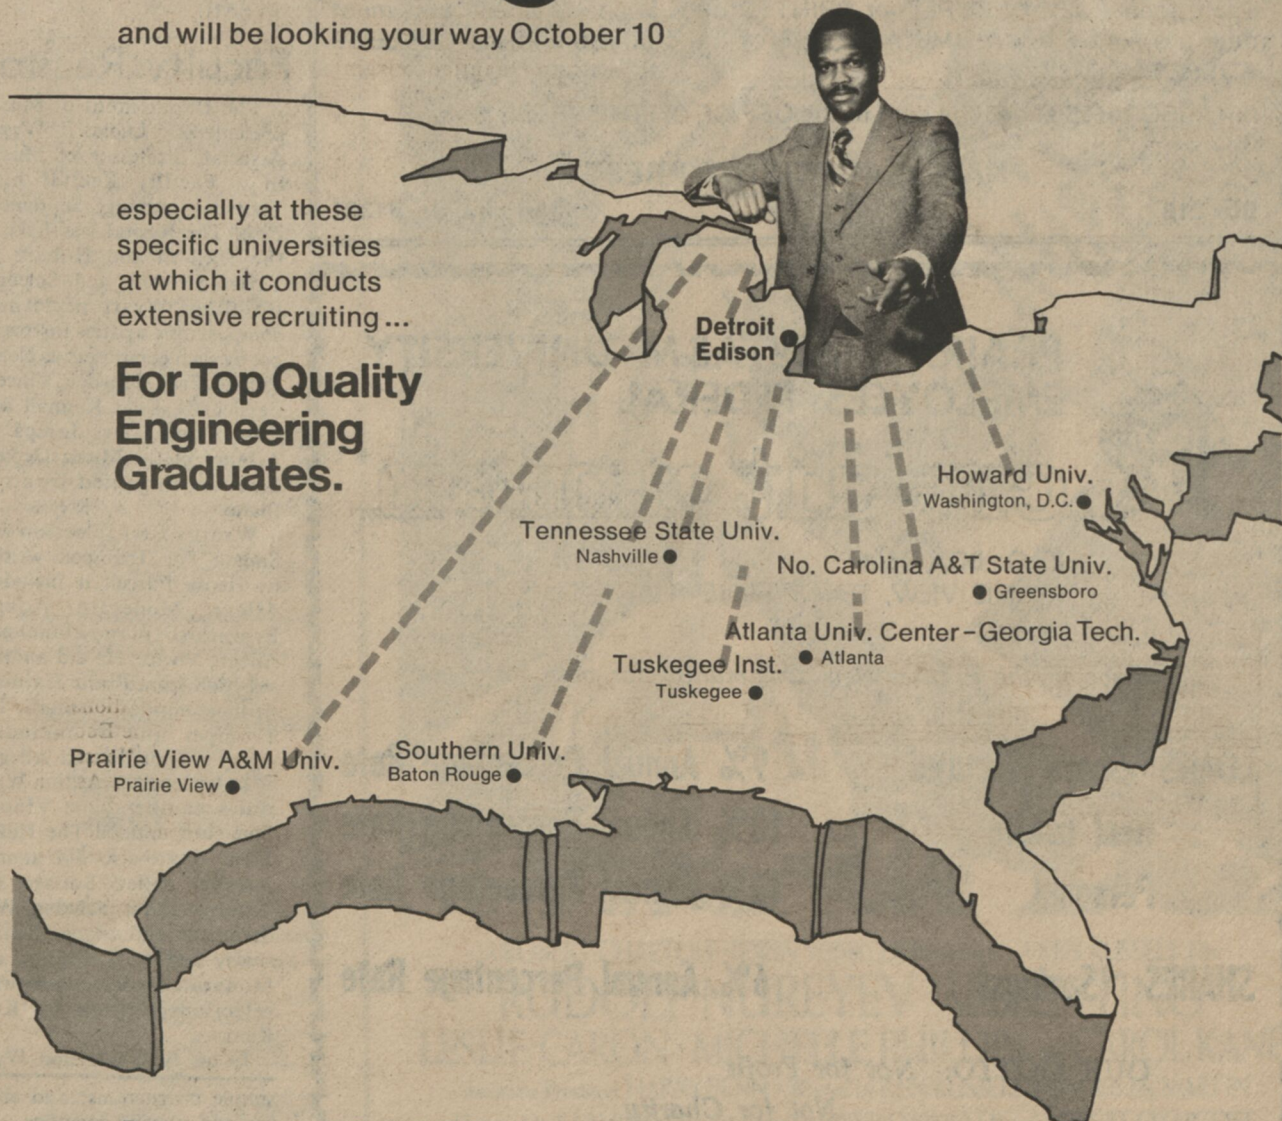 and will be looking your way October 10
especially at these
specific universities
at which it conducts
extensive recruiting...
For Top Quality
Engineering
Graduates.
Detroit
Edison
Howard Univ.
Washington, D.C.
Tennessee State Univ.
Nashville
No. Carolina A&T State Univ.
Greensboro
Atlanta Univ. Center-Georgia Tech.
Atlanta
Tuskegee Inst.
Tuskegee
Prairie View A&M Univ.
Prairie View
Southern Univ.
Baton Rouge